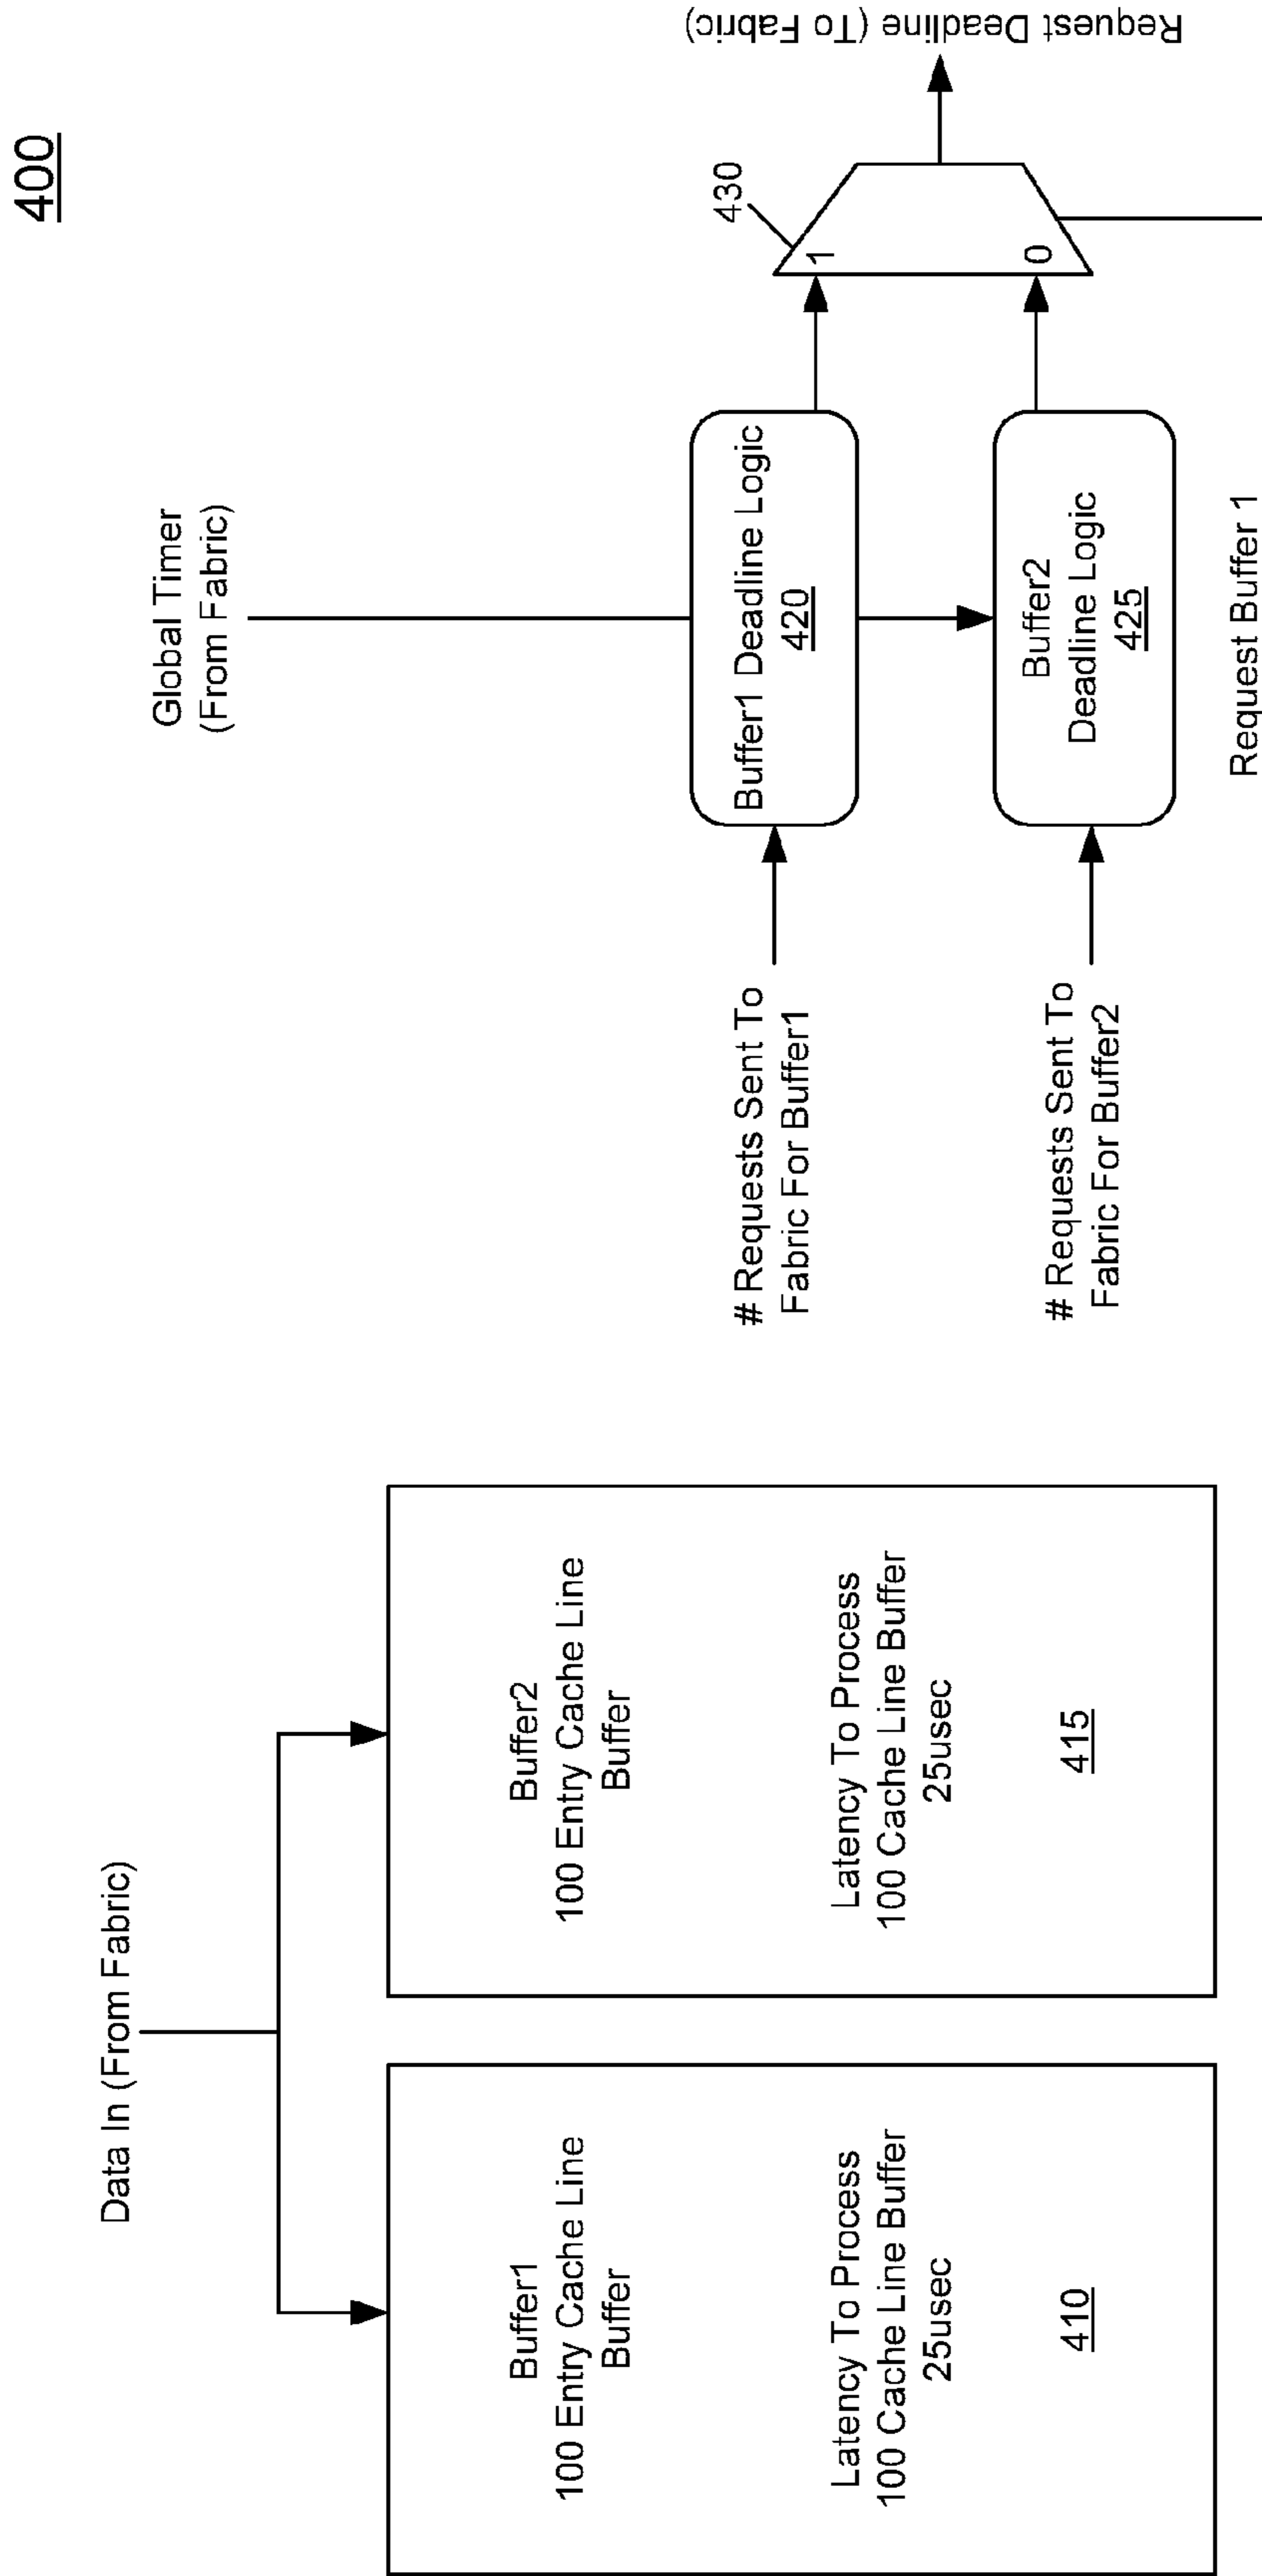 400
Data In (From Fabric)
Buffer1
100 Entry Cache Line
Buffer
Latency To Process
100 Cache Line Buffer
25usec
410
Buffer2
100 Entry Cache Line
Buffer
Latency To Process
100 Cache Line Buffer
25usec
415
Global Timer
(From Fabric)
# Requests Sent To
Fabric For Buffer1
Buffer1 Deadline Logic
420
# Requests Sent To
Fabric For Buffer2
Buffer2
Deadline Logic
425
430
1
0
Request Buffer 1
Request Deadline (To Fabric)